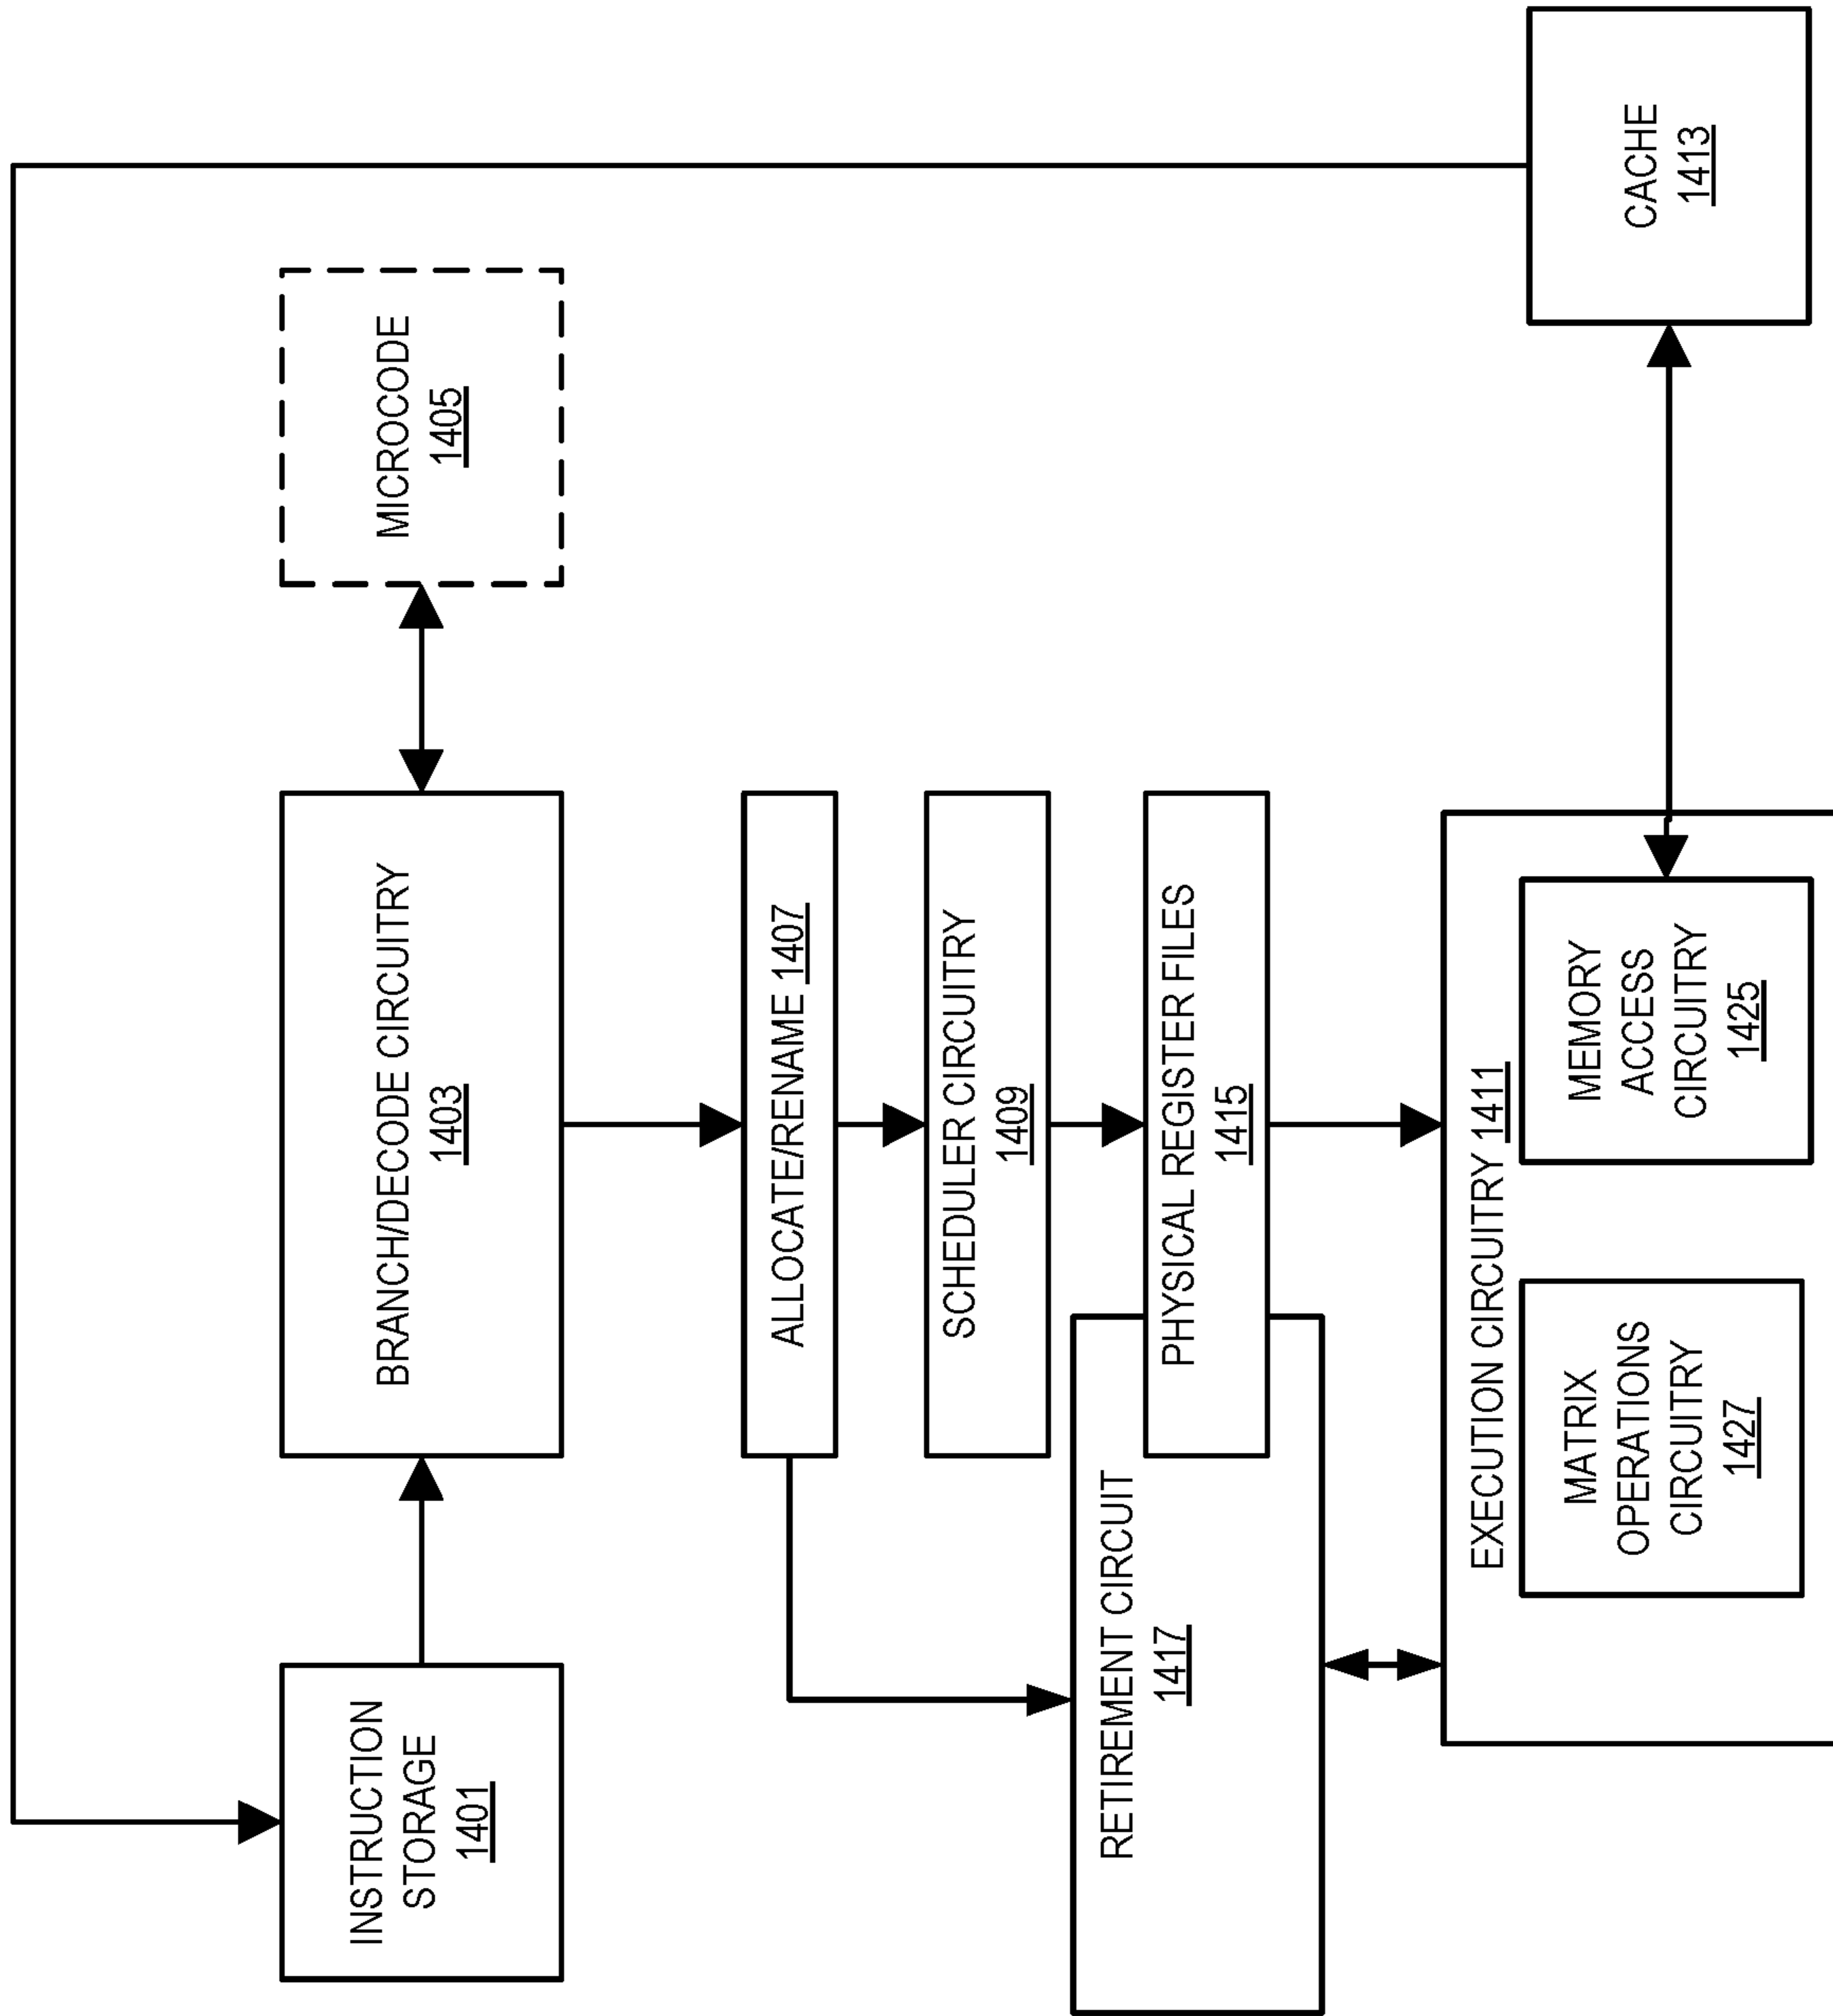 INSTRUCTION
STORAGE
1401
BRANCH/DECODE CIRCUITRY
1403
MICROCODE
1405
ALLOCATE/RENAME 1407
SCHEDULER CIRCUITRY
1409
RETIREMENT CIRCUIT
1417
PHYSICAL REGISTER FILES
1415
EXECUTION CIRCUITRY 1411
MATRIX
OPERATIONS
CIRCUITRY
1427
MEMORY
ACCESS
CIRCUITRY
1425
CACHE
1413